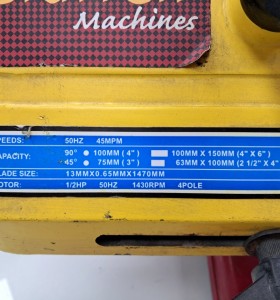 Machines
PEEDS: 50HZ 45MPM
APACITY: 90° 100MM (4") 100MM X 150MM (4" X 6")
45° 75MM (3") 63MM X 100MM (2 1/2" X 4"
LADE SIZE: 13MMX0.65MMX1470MM
OTOR: 1/2HP 50HZ 1430RPM 4POLE